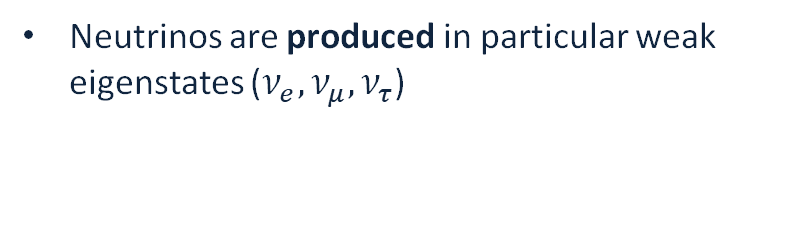 • Neutrinos are produced in particular weak
eigenstates (νₑ, ν_μ, ν_τ)